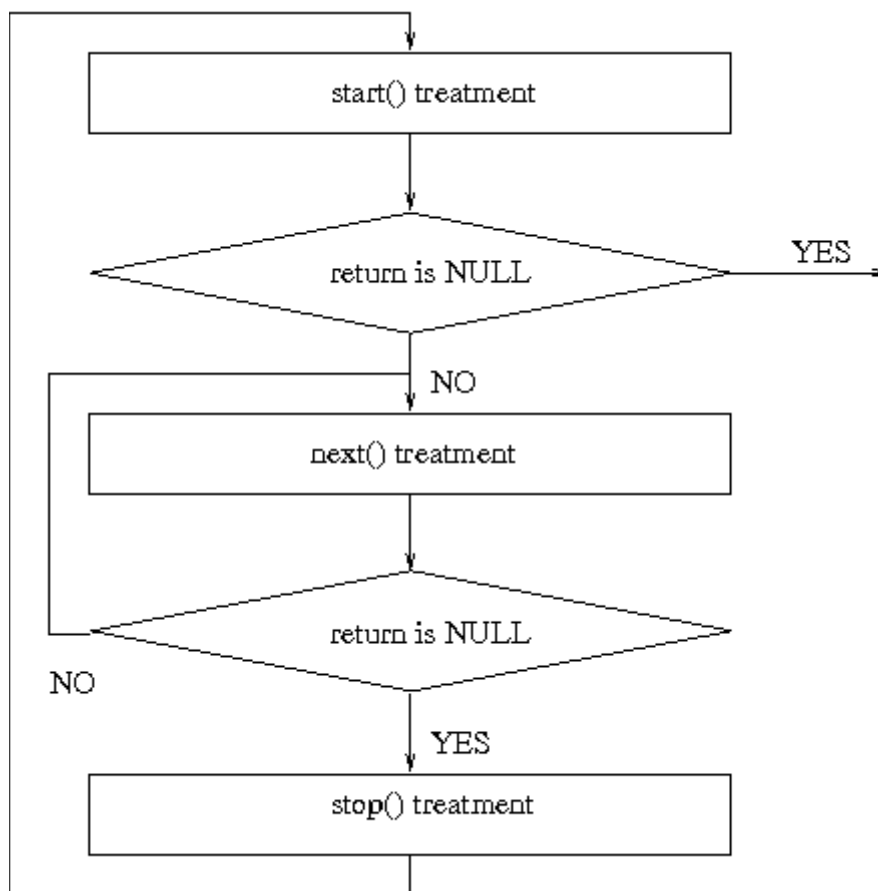 start() treatment
return is NULL
YES
NO
next() treatment
return is NULL
NO
YES
stop() treatment